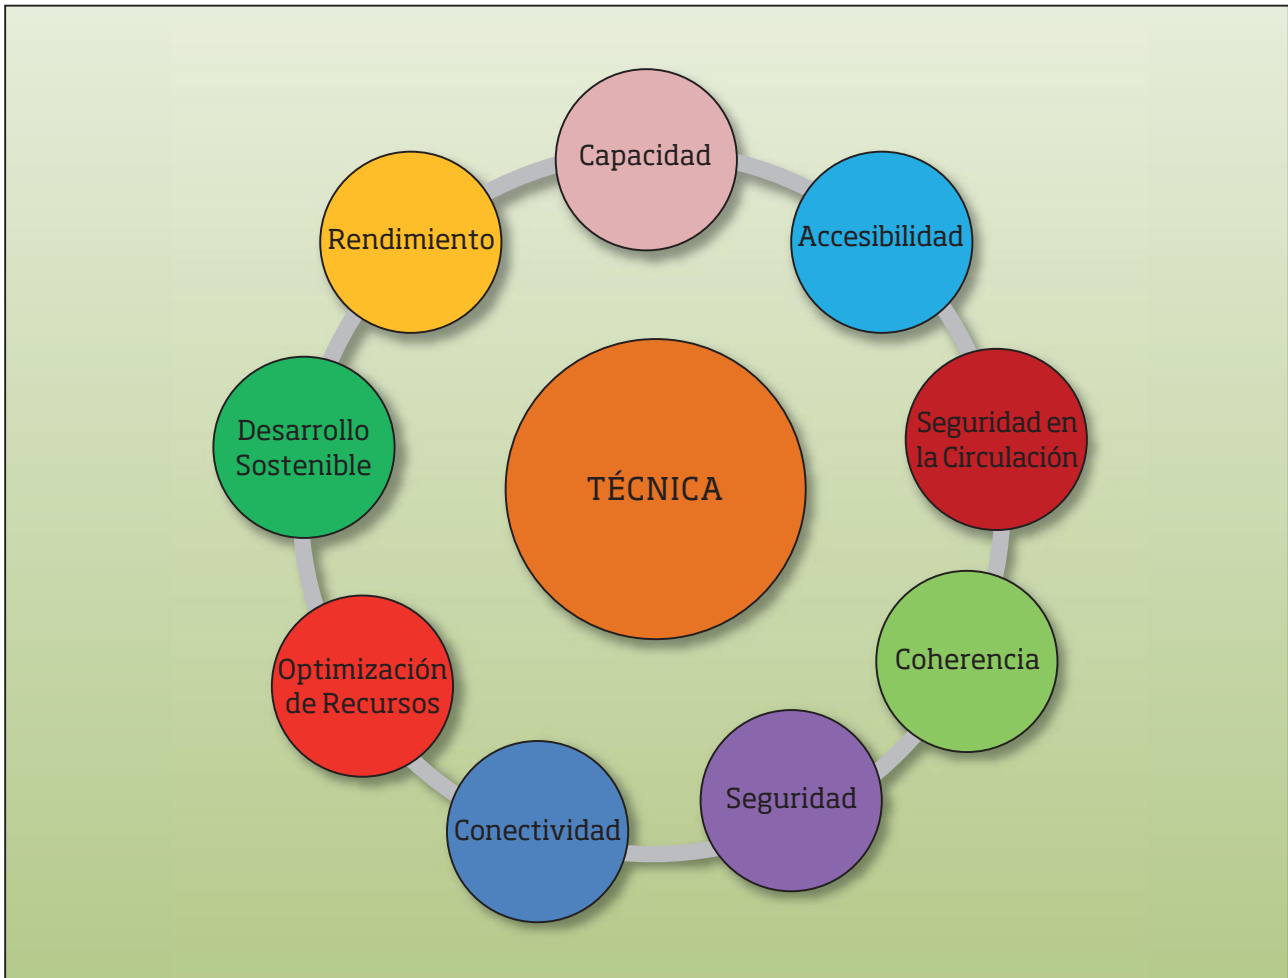 Capacidad
Rendimiento
Accesibilidad
Desarrollo
Sostenible
Seguridad en
la Circulación
TÉCNICA
Optimización
de Recursos
Coherencia
Conectividad
Seguridad